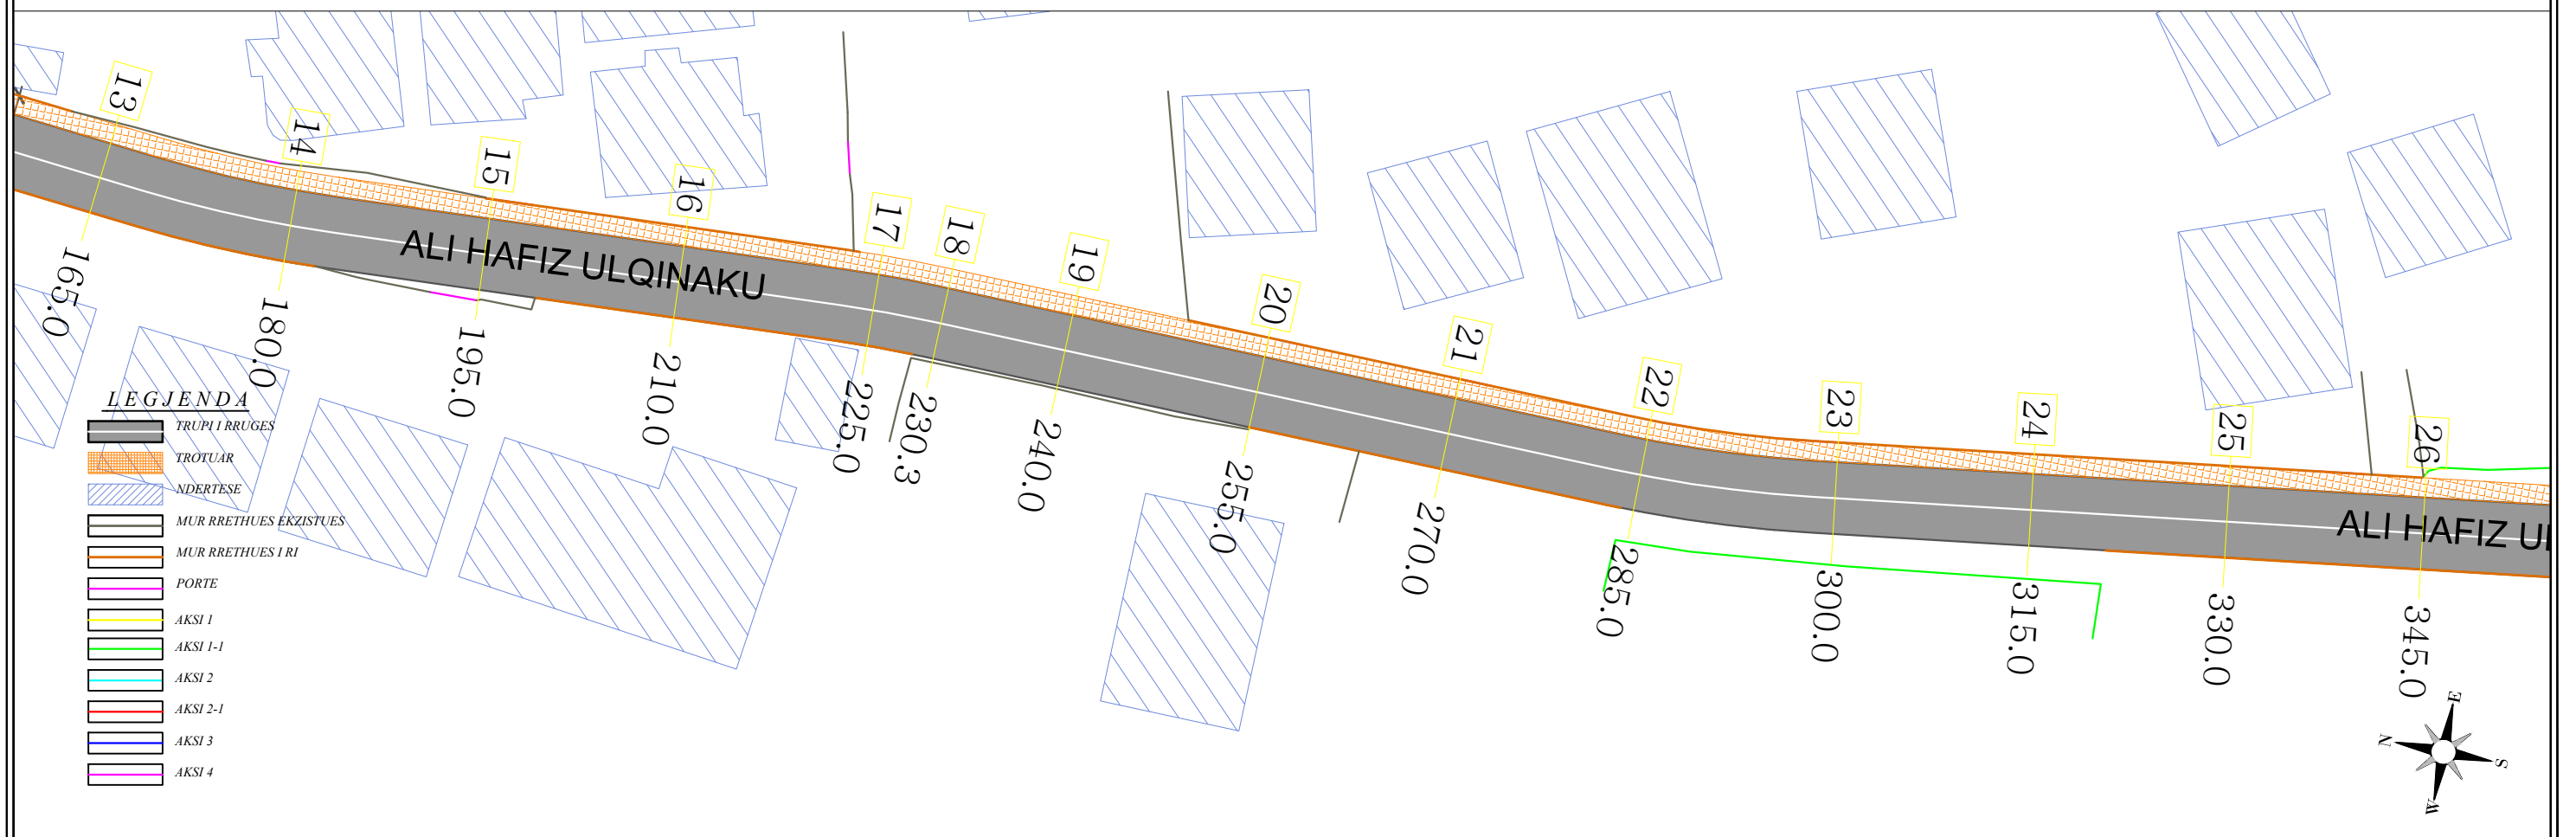 13
14
15
16
17
18
19
20
21
22
23
24
25
26
ALI HAFIZ ULQINAKU
ALI HAFIZ UL
165.0
180.0
195.0
210.0
225.0
230.3
240.0
255.0
270.0
285.0
300.0
315.0
330.0
345.0
LEGJENDA
TRUPI I RRUGES
TROTUAR
NDERTESE
MUR RRETHUES EKZISTUES
MUR RRETHUES I RI
PORTE
AKSI 1
AKSI 1-1
AKSI 2
AKSI 2-1
AKSI 3
AKSI 4
E
N
S
W